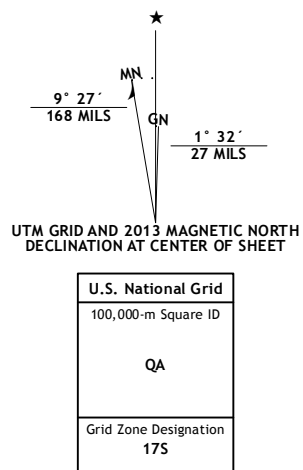 ★
MN
GN
9° 27´
168 MILS
1° 32´
27 MILS
UTM GRID AND 2013 MAGNETIC NORTH
DECLINATION AT CENTER OF SHEET
U.S. National Grid
100,000-m Square ID
QA
Grid Zone Designation
17S